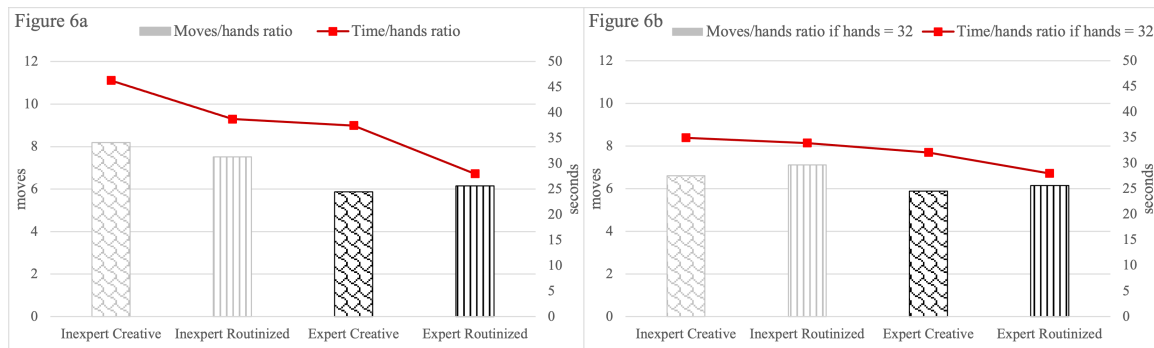 Figure 6a
Moves/hands ratio
Time/hands ratio
12
10
8
6
4
2
0
moves
50
45
40
35
30
25
20
15
10
5
0
seconds
Inexpert Creative
Inexpert Routinized
Expert Creative
Expert Routinized
Figure 6b
Moves/hands ratio if hands = 32
Time/hands ratio if hands = 32
12
10
8
6
4
2
0
moves
50
45
40
35
30
25
20
15
10
5
0
seconds
Inexpert Creative
Inexpert Routinized
Expert Creative
Expert Routinized